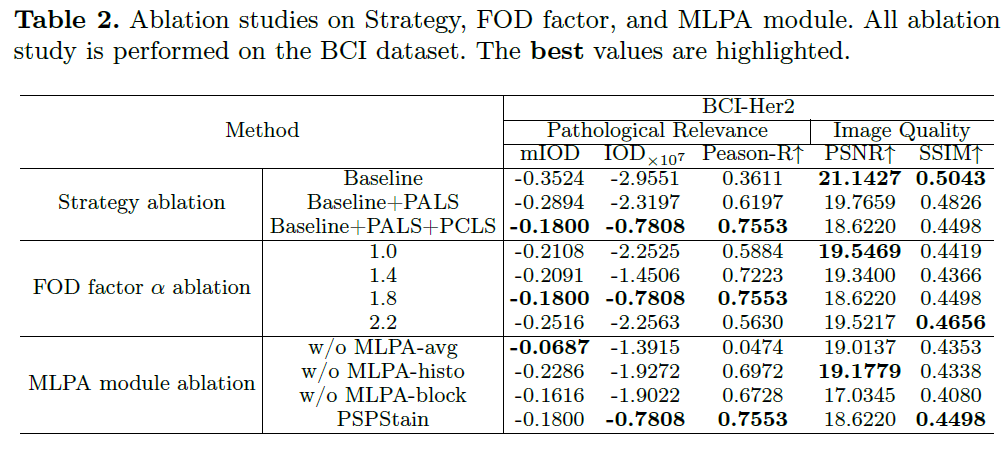 Table 2. Ablation studies on Strategy, FOD factor, and MLPA module. All ablation
study is performed on the BCI dataset. The best values are highlighted.
Method BCI-Her2
Pathological Relevance Image Quality
mIOD IOD×10⁷ Peason-R↑ PSNR↑ SSIM↑
Strategy ablation Baseline -0.3524 -2.9551 0.3611 21.1427 0.5043
Baseline+PALS -0.2894 -2.3197 0.6197 19.7659 0.4826
Baseline+PALS+PCLS -0.1800 -0.7808 0.7553 18.6220 0.4498
FOD factor α ablation 1.0 -0.2108 -2.2525 0.5884 19.5469 0.4419
1.4 -0.2091 -1.4506 0.7223 19.3400 0.4366
1.8 -0.1800 -0.7808 0.7553 18.6220 0.4498
2.2 -0.2516 -2.2563 0.5630 19.5217 0.4656
MLPA module ablation w/o MLPA-avg -0.0687 -1.3915 0.0474 19.0137 0.4353
w/o MLPA-histo -0.2286 -1.9272 0.6972 19.1779 0.4338
w/o MLPA-block -0.1616 -1.9022 0.6728 17.0345 0.4080
PSPStain -0.1800 -0.7808 0.7553 18.6220 0.4498